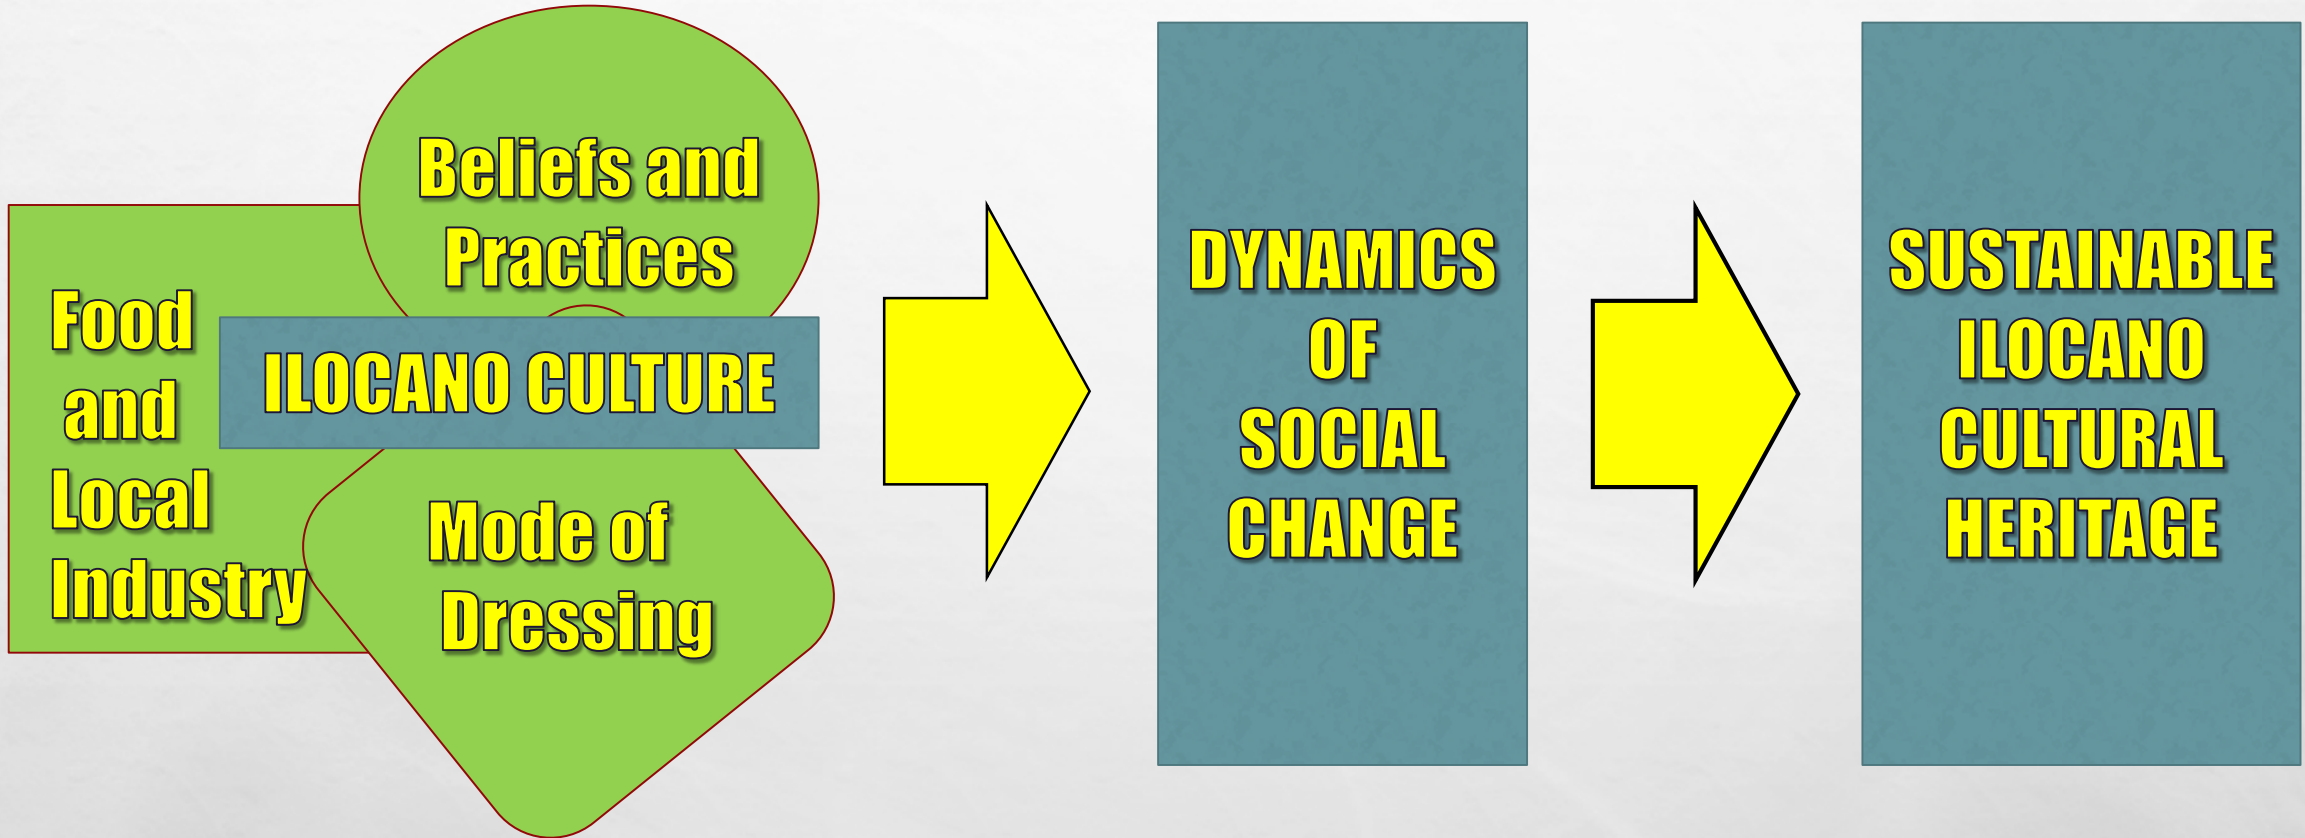 Beliefs and
Practices
Food
and
Local
Industry
ILOCANO CULTURE
Mode of
Dressing
DYNAMICS
OF
SOCIAL
CHANGE
SUSTAINABLE
ILOCANO
CULTURAL
HERITAGE